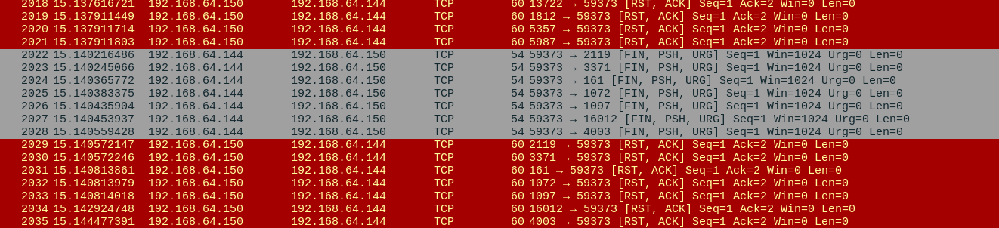 2018 15.137616721 192.168.64.150 192.168.64.144 TCP 60 13722 → 59373 [RST, ACK] Seq=1 Ack=2 Win=0 Len=0
2019 15.137911449 192.168.64.150 192.168.64.144 TCP 60 1812 → 59373 [RST, ACK] Seq=1 Ack=2 Win=0 Len=0
2020 15.137911714 192.168.64.150 192.168.64.144 TCP 60 5357 → 59373 [RST, ACK] Seq=1 Ack=2 Win=0 Len=0
2021 15.137911803 192.168.64.150 192.168.64.144 TCP 60 5987 → 59373 [RST, ACK] Seq=1 Ack=2 Win=0 Len=0
2022 15.140216486 192.168.64.144 192.168.64.150 TCP 54 59373 → 2119 [FIN, PSH, URG] Seq=1 Win=1024 Urg=0 Len=0
2023 15.140245066 192.168.64.144 192.168.64.150 TCP 54 59373 → 3371 [FIN, PSH, URG] Seq=1 Win=1024 Urg=0 Len=0
2024 15.140365772 192.168.64.144 192.168.64.150 TCP 54 59373 → 161 [FIN, PSH, URG] Seq=1 Win=1024 Urg=0 Len=0
2025 15.140383375 192.168.64.144 192.168.64.150 TCP 54 59373 → 1072 [FIN, PSH, URG] Seq=1 Win=1024 Urg=0 Len=0
2026 15.140435904 192.168.64.144 192.168.64.150 TCP 54 59373 → 1097 [FIN, PSH, URG] Seq=1 Win=1024 Urg=0 Len=0
2027 15.140453937 192.168.64.144 192.168.64.150 TCP 54 59373 → 16012 [FIN, PSH, URG] Seq=1 Win=1024 Urg=0 Len=0
2028 15.140559428 192.168.64.144 192.168.64.150 TCP 54 59373 → 4003 [FIN, PSH, URG] Seq=1 Win=1024 Urg=0 Len=0
2029 15.140572147 192.168.64.150 192.168.64.144 TCP 60 2119 → 59373 [RST, ACK] Seq=1 Ack=2 Win=0 Len=0
2030 15.140572246 192.168.64.150 192.168.64.144 TCP 60 3371 → 59373 [RST, ACK] Seq=1 Ack=2 Win=0 Len=0
2031 15.140813861 192.168.64.150 192.168.64.144 TCP 60 161 → 59373 [RST, ACK] Seq=1 Ack=2 Win=0 Len=0
2032 15.140813979 192.168.64.150 192.168.64.144 TCP 60 1072 → 59373 [RST, ACK] Seq=1 Ack=2 Win=0 Len=0
2033 15.140814018 192.168.64.150 192.168.64.144 TCP 60 1097 → 59373 [RST, ACK] Seq=1 Ack=2 Win=0 Len=0
2034 15.142924748 192.168.64.150 192.168.64.144 TCP 60 16012 → 59373 [RST, ACK] Seq=1 Ack=2 Win=0 Len=0
2035 15.144477391 192.168.64.150 192.168.64.144 TCP 60 4003 → 59373 [RST, ACK] Seq=1 Ack=2 Win=0 Len=0